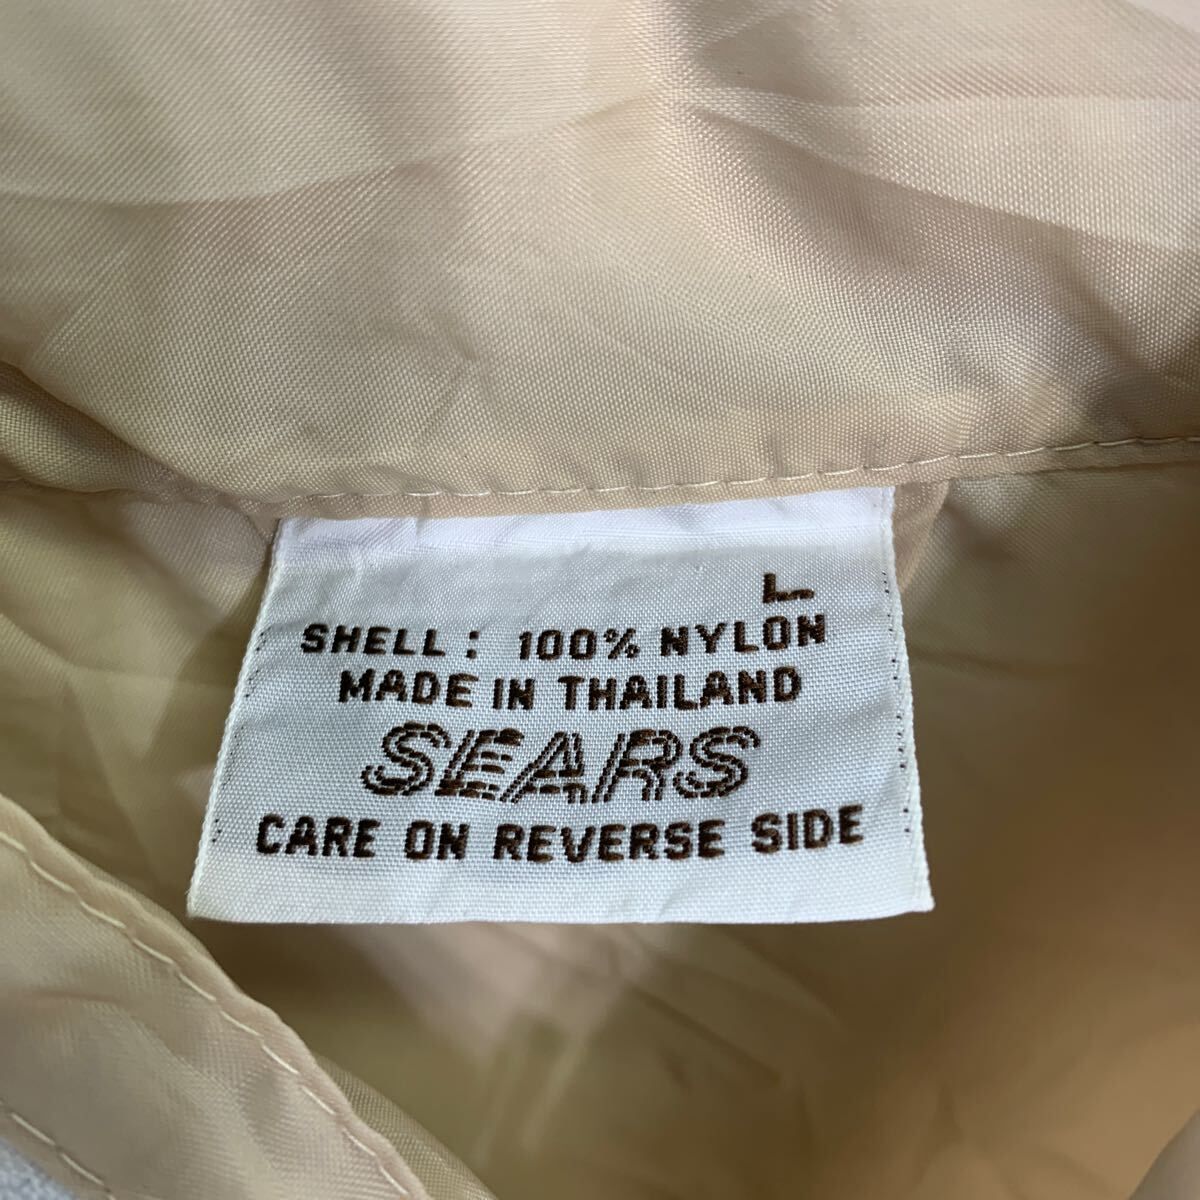 L
SHELL: 100% NYLON
MADE IN THAILAND
SEARS
CARE ON REVERSE SIDE